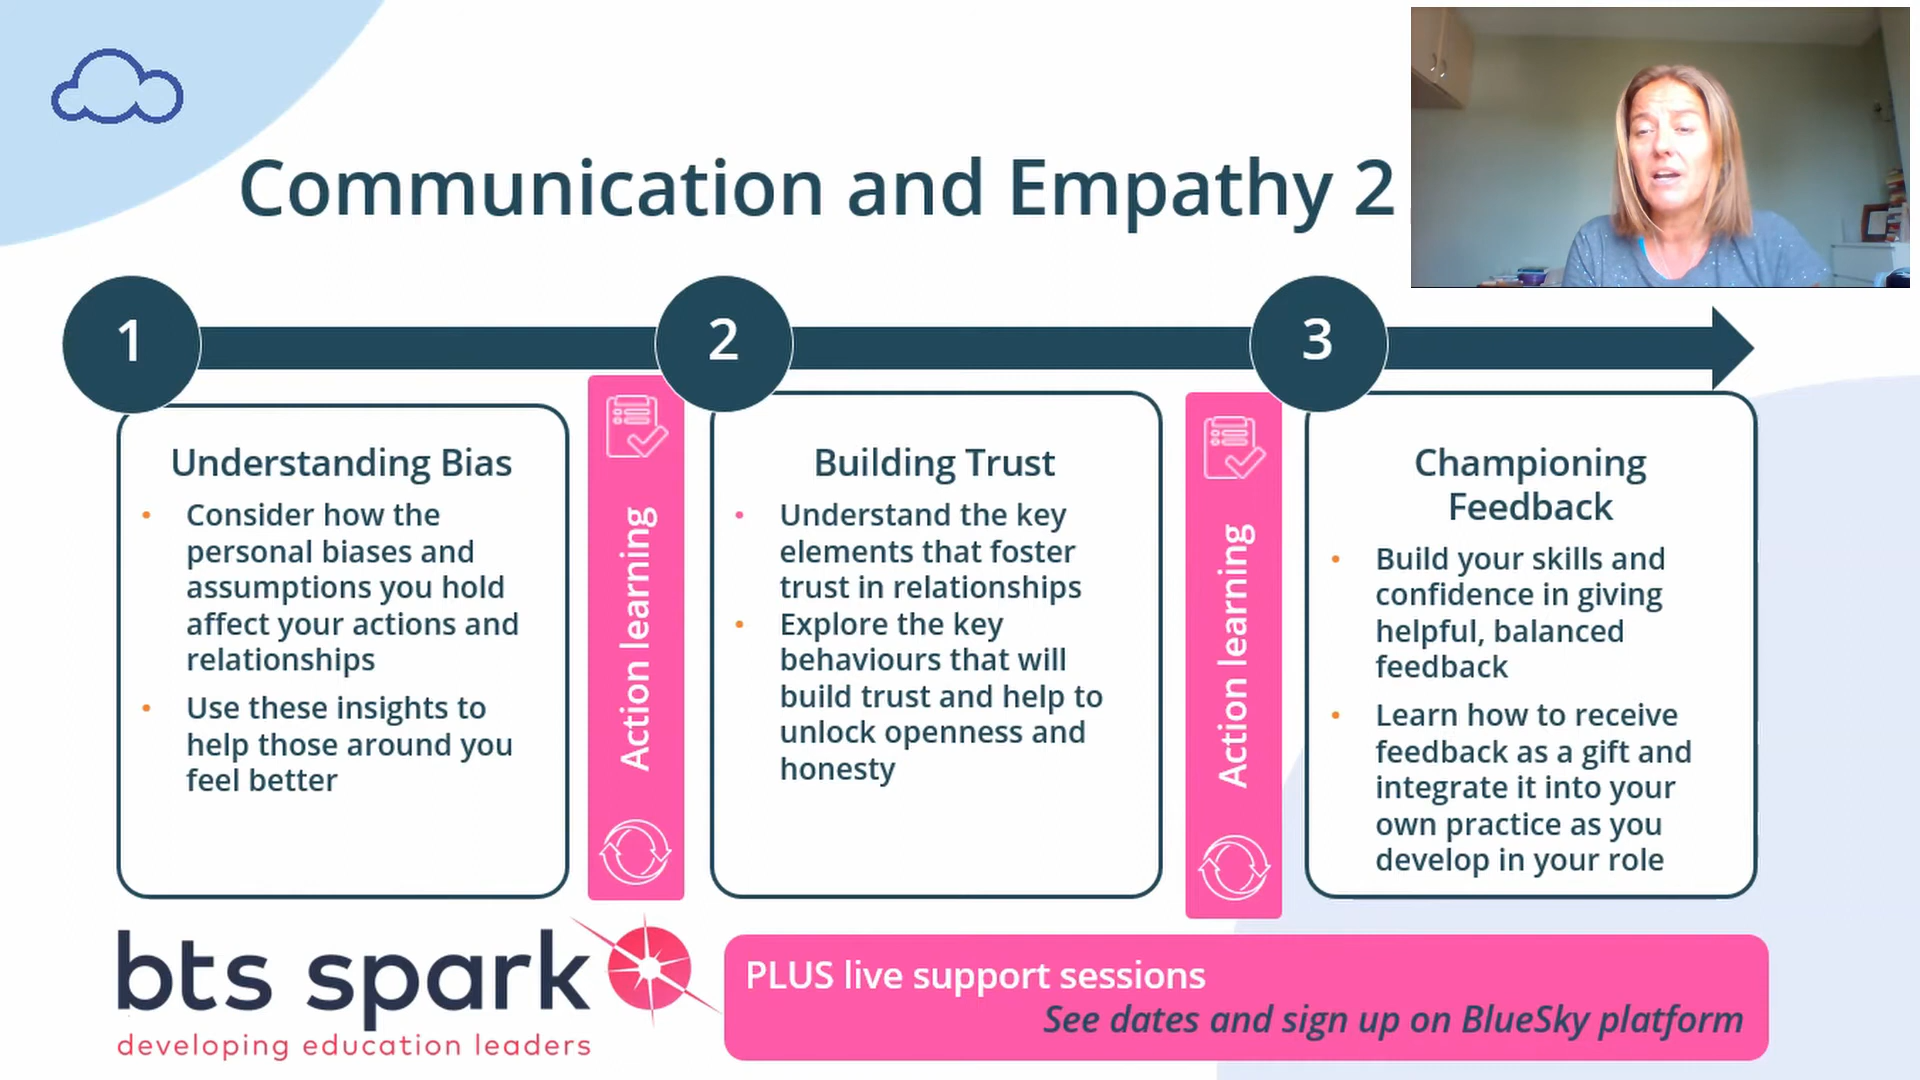 Communication and Empathy 2
1
2
3
Understanding Bias
• Consider how the
personal biases and
assumptions you hold
affect your actions and
relationships
• Use these insights to
help those around you
feel better
Action learning
Building Trust
• Understand the key
elements that foster
trust in relationships
• Explore the key
behaviours that will
build trust and help to
unlock openness and
honesty
Action learning
Championing
Feedback
• Build your skills and
confidence in giving
helpful, balanced
feedback
• Learn how to receive
feedback as a gift and
integrate it into your
own practice as you
develop in your role
bts spark
developing education leaders
PLUS live support sessions
See dates and sign up on BlueSky platform